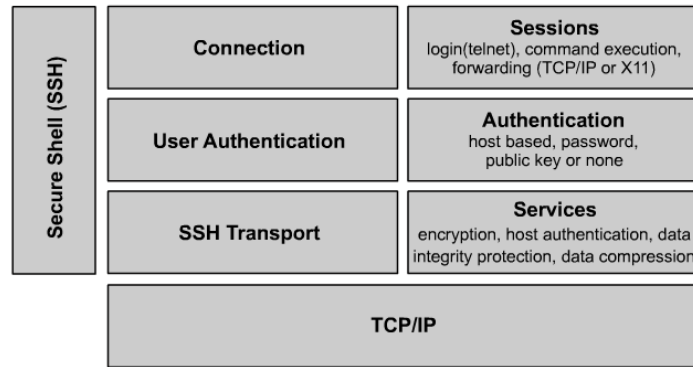 Secure Shell (SSH)
Connection
Sessions
login(telnet), command execution,
forwarding (TCP/IP or X11)
User Authentication
Authentication
host based, password,
public key or none
SSH Transport
Services
encryption, host authentication, data
integrity protection, data compression
TCP/IP